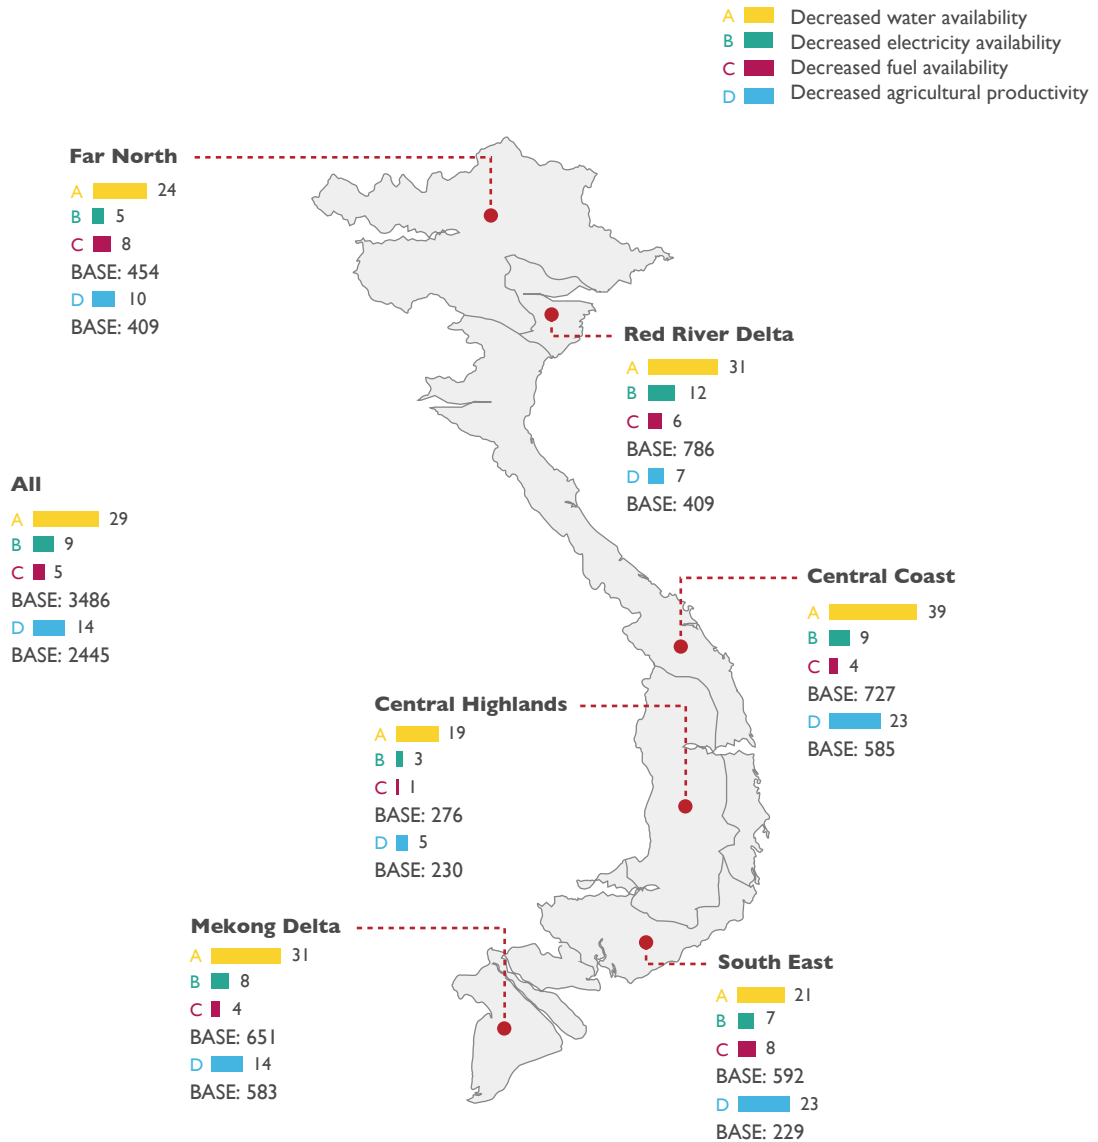 A Decreased water availability
B Decreased electricity availability
C Decreased fuel availability
D Decreased agricultural productivity
Far North
A 24
B 5
C 8
BASE: 454
D 10
BASE: 409
Red River Delta
A 31
B 12
C 6
BASE: 786
D 7
BASE: 409
All
A 29
B 9
C 5
BASE: 3486
D 14
BASE: 2445
Central Coast
A 39
B 9
C 4
BASE: 727
D 23
BASE: 585
Central Highlands
A 19
B 3
C 1
BASE: 276
D 5
BASE: 230
Mekong Delta
A 31
B 8
C 4
BASE: 651
D 14
BASE: 583
South East
A 21
B 7
C 8
BASE: 592
D 23
BASE: 229